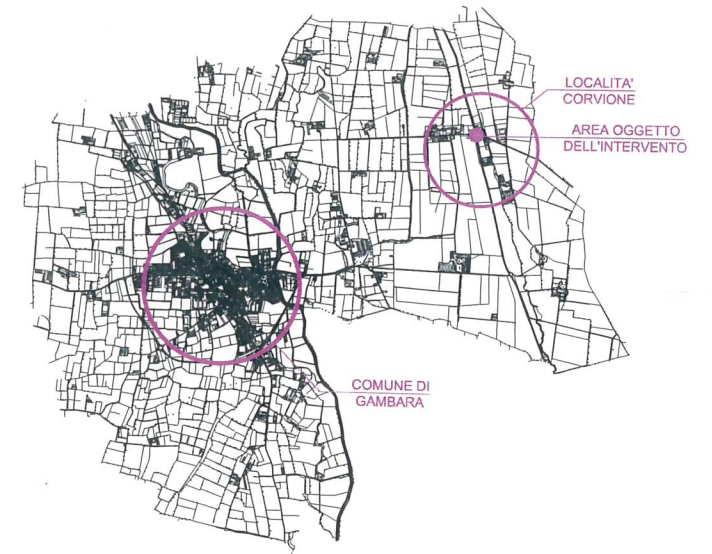 LOCALITA'
CORVIONE
AREA OGGETTO
DELL'INTERVENTO
COMUNE DI
GAMBARA